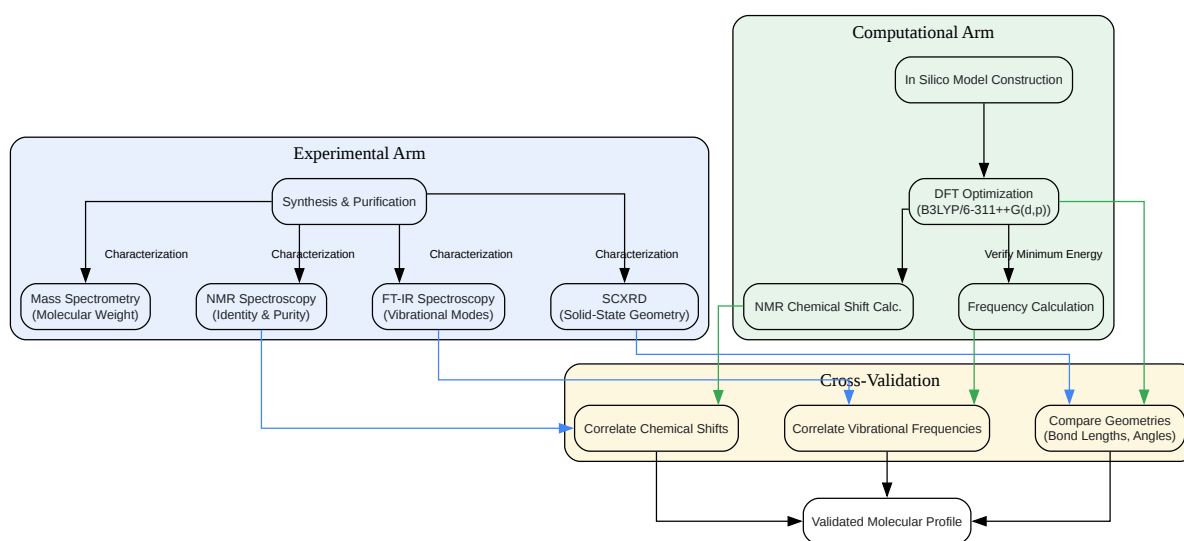 Computational Arm
In Silico Model Construction
Experimental Arm
Synthesis & Purification
DFT Optimization
(B3LYP/6-311++G(d,p))
Characterization
Characterization
Characterization
Characterization
Verify Minimum Energy
Mass Spectrometry
(Molecular Weight)
NMR Spectroscopy
(Identity & Purity)
FT-IR Spectroscopy
(Vibrational Modes)
SCXRD
(Solid-State Geometry)
NMR Chemical Shift Calc.
Frequency Calculation
Cross-Validation
Correlate Chemical Shifts
Correlate Vibrational Frequencies
Compare Geometries
(Bond Lengths, Angles)
Validated Molecular Profile